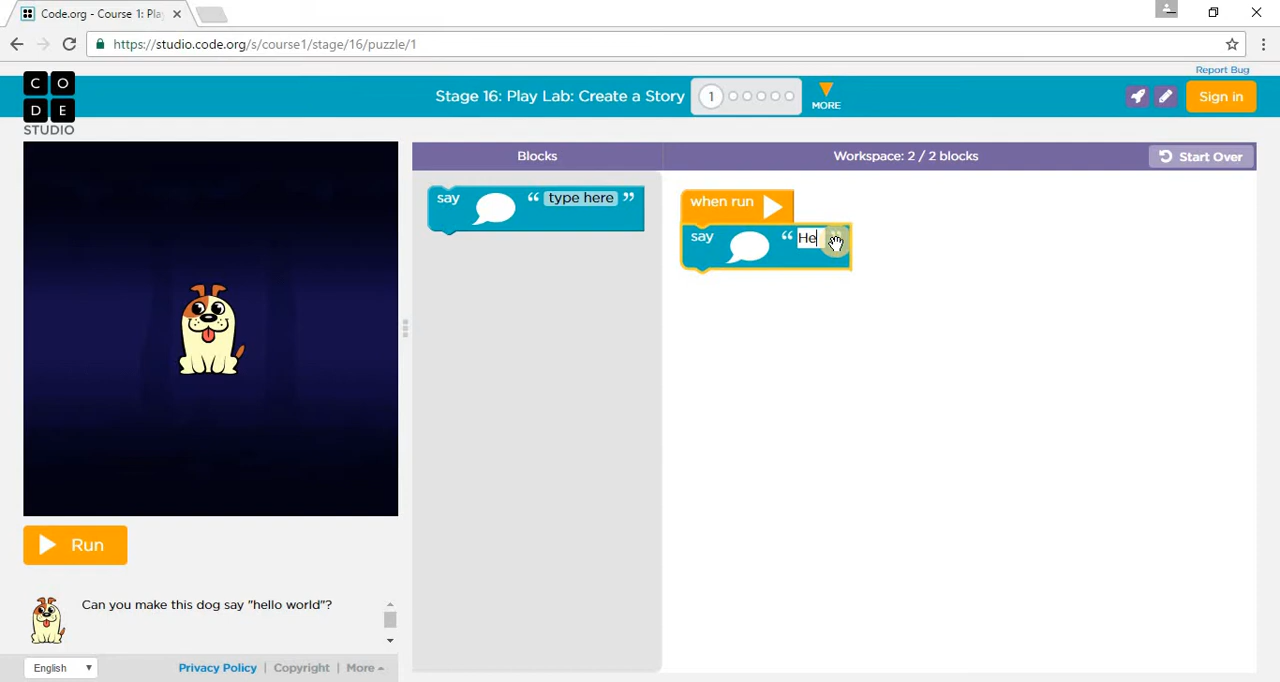 Code.org - Course 1: Pla
https://studio.code.org/s/course1/stage/16/puzzle/1
Report Bug
C O
D E
STUDIO
Stage 16: Play Lab: Create a Story
1
MORE
Sign in
Blocks
Workspace: 2 / 2 blocks
Start Over
say “ type here ”
when run
say “ He
Run
Can you make this dog say "hello world"?
English
Privacy Policy | Copyright | More